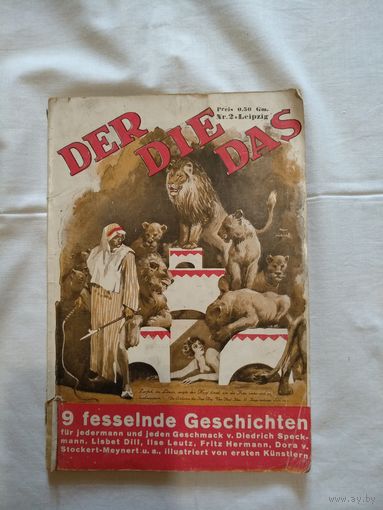 Preis 0,50 Gm.
Nr. 2 • Leipzig
DER DIE DAS
9 fesselnde Geschichten
für jedermann und jeden Geschmack v. Diedrich Speck-
mann, Lisbet Dill, Ilse Leutz, Fritz Hermann, Dora v.
Stockert-Meynert u. a., illustriert von ersten Künstlern
ay.by